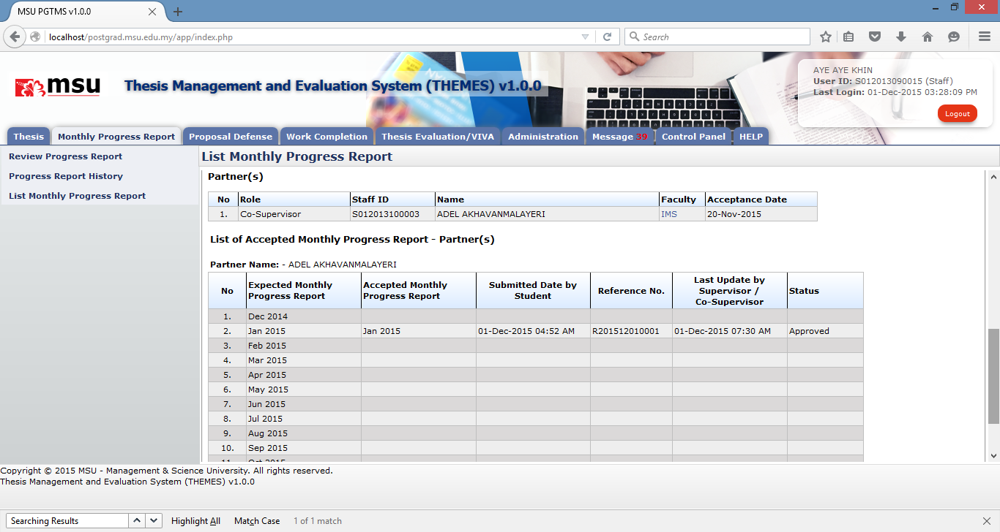 MSU PGTMS v1.0.0
localhost/postgrad.msu.edu.my/app/index.php
Search
msu
Thesis Management and Evaluation System (THEMES) v1.0.0
AYE AYE KHIN
User ID: S012013090015 (Staff)
Last Login: 01-Dec-2015 03:28:09 PM
Logout
Thesis Monthly Progress Report Proposal Defense Work Completion Thesis Evaluation/VIVA Administration Message 39 Control Panel HELP
Review Progress Report
Progress Report History
List Monthly Progress Report
List Monthly Progress Report
Partner(s)
No Role Staff ID Name Faculty Acceptance Date
1. Co-Supervisor S012013100003 ADEL AKHAVANMALAYERI IMS 20-Nov-2015
List of Accepted Monthly Progress Report - Partner(s)
Partner Name: - ADEL AKHAVANMALAYERI
No Expected Monthly Progress Report Accepted Monthly Progress Report Submitted Date by Student Reference No. Last Update by Supervisor / Co-Supervisor Status
1. Dec 2014
2. Jan 2015 Jan 2015 01-Dec-2015 04:52 AM R201512010001 01-Dec-2015 07:30 AM Approved
3. Feb 2015
4. Mar 2015
5. Apr 2015
6. May 2015
7. Jun 2015
8. Jul 2015
9. Aug 2015
10. Sep 2015
11. Oct 2015
Copyright © 2015 MSU - Management & Science University. All rights reserved.
Thesis Management and Evaluation System (THEMES) v1.0.0
Searching Results Highlight All Match Case 1 of 1 match